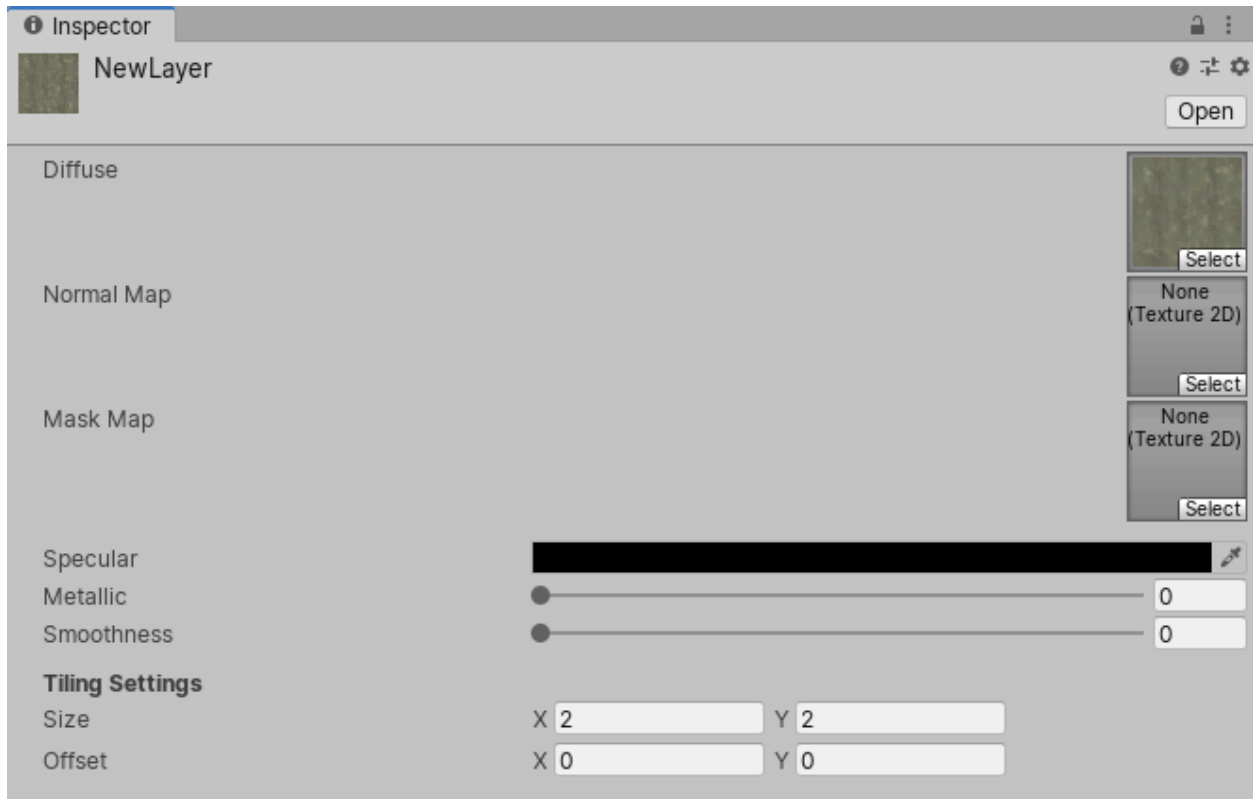 Inspector
NewLayer
Open
Diffuse
Select
Normal Map
None
(Texture 2D)
Select
Mask Map
None
(Texture 2D)
Select
Specular
Metallic 0
Smoothness 0
Tiling Settings
Size X 2 Y 2
Offset X 0 Y 0